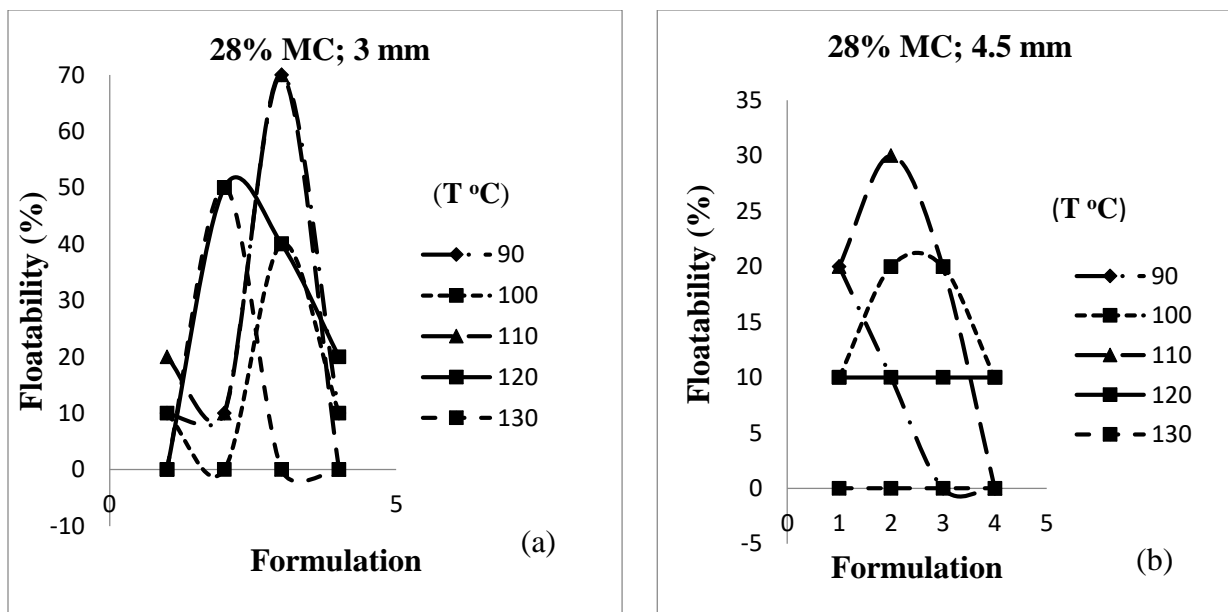 28% MC; 3 mm
70
60
50
40
30
20
10
0
-10
0
5
Floatability (%)
Formulation
(T °C)
90
100
110
120
130
(a)
28% MC; 4.5 mm
35
30
25
20
15
10
5
0
-5
0 1 2 3 4 5
Floatability (%)
Formulation
(T °C)
90
100
110
120
130
(b)